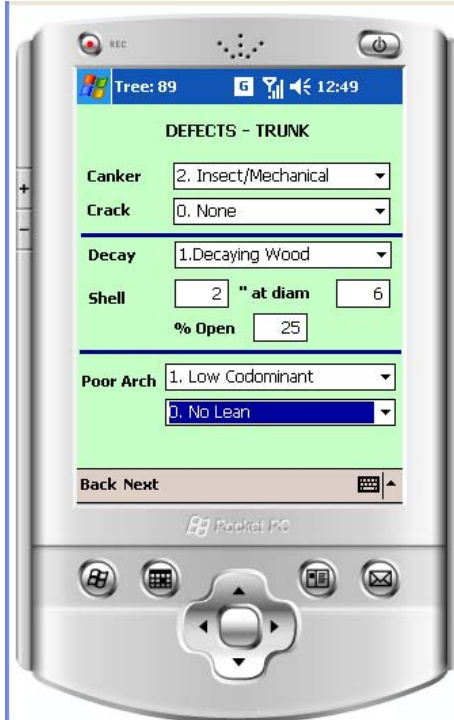 REC
Tree: 89 G 12:49
DEFECTS - TRUNK
Canker 2. Insect/Mechanical
Crack 0. None
Decay 1.Decaying Wood
Shell 2 " at diam 6
% Open 25
Poor Arch 1. Low Codominant
0. No Lean
Back Next
Pocket PC